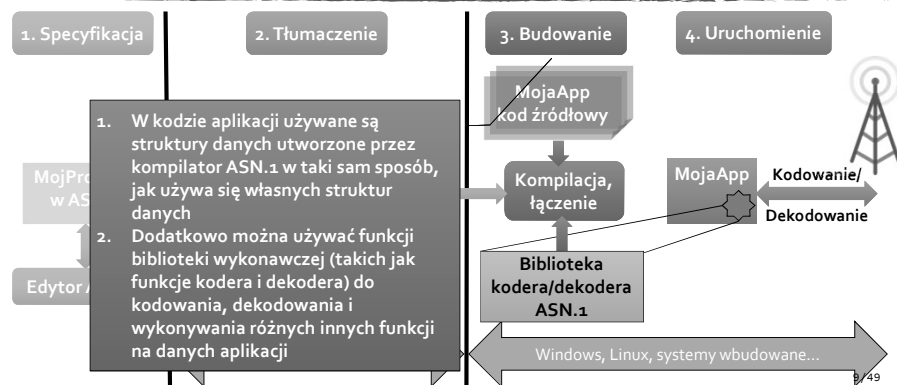 1. Specyfikacja
2. Tłumaczenie
3. Budowanie
4. Uruchomienie
MojaApp
kod źródłowy
1. W kodzie aplikacji używane są
struktury danych utworzone przez
kompilator ASN.1 w taki sam sposób,
jak używa się własnych struktur
danych
2. Dodatkowo można używać funkcji
biblioteki wykonawczej (takich jak
funkcje kodera i dekodera) do
kodowania, dekodowania i
wykonywania różnych innych funkcji
na danych aplikacji
w
Edytor
Kompilacja,
łączenie
MojaApp
Kodowanie/
Dekodowanie
Biblioteka
kodera/dekodera
ASN.1
Windows, Linux, systemy wbudowane...
9/49